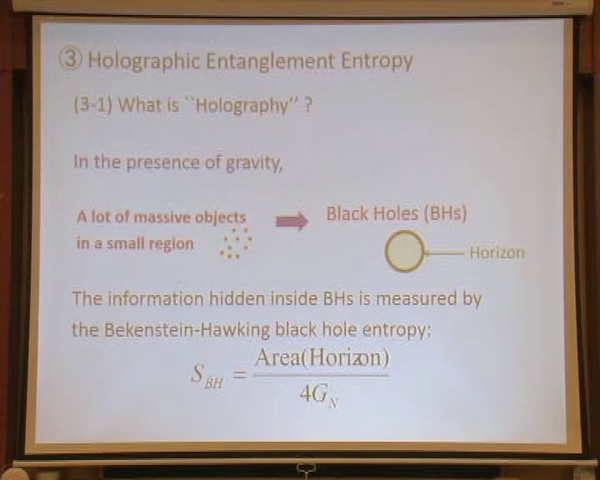 ③ Holographic Entanglement Entropy
(3-1) What is ``Holography'' ?
In the presence of gravity,
A lot of massive objects
in a small region
Black Holes (BHs)
Horizon
The information hidden inside BHs is measured by
the Bekenstein-Hawking black hole entropy:
S_BH = Area(Horizon) / 4G_N